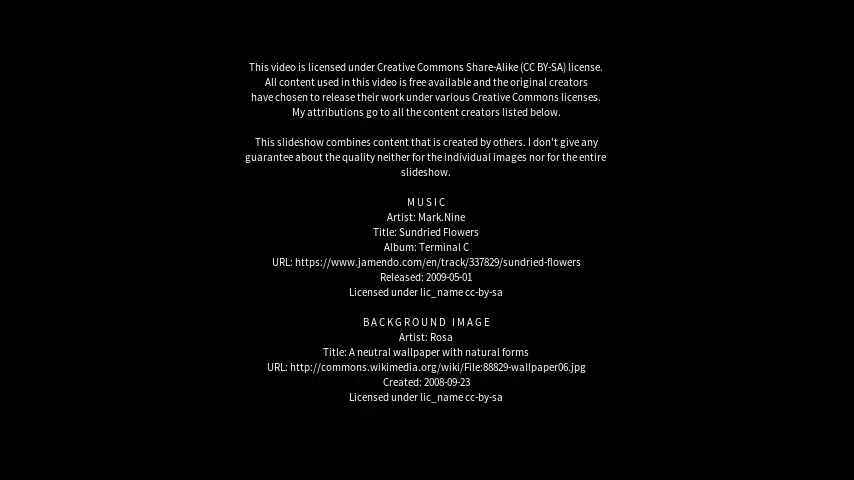 This video is licensed under Creative Commons Share-Alike (CC BY-SA) license.
All content used in this video is free available and the original creators
have chosen to release their work under various Creative Commons licenses.
My attributions go to all the content creators listed below.
This slideshow combines content that is created by others. I don't give any
guarantee about the quality neither for the individual images nor for the entire
slideshow.
MUSIC
Artist: Mark.Nine
Title: Sundried Flowers
Album: Terminal C
URL: https://www.jamendo.com/en/track/337829/sundried-flowers
Released: 2009-05-01
Licensed under lic_name cc-by-sa
BACKGROUND IMAGE
Artist: Rosa
Title: A neutral wallpaper with natural forms
URL: http://commons.wikimedia.org/wiki/File:88829-wallpaper06.jpg
Created: 2008-09-23
Licensed under lic_name cc-by-sa